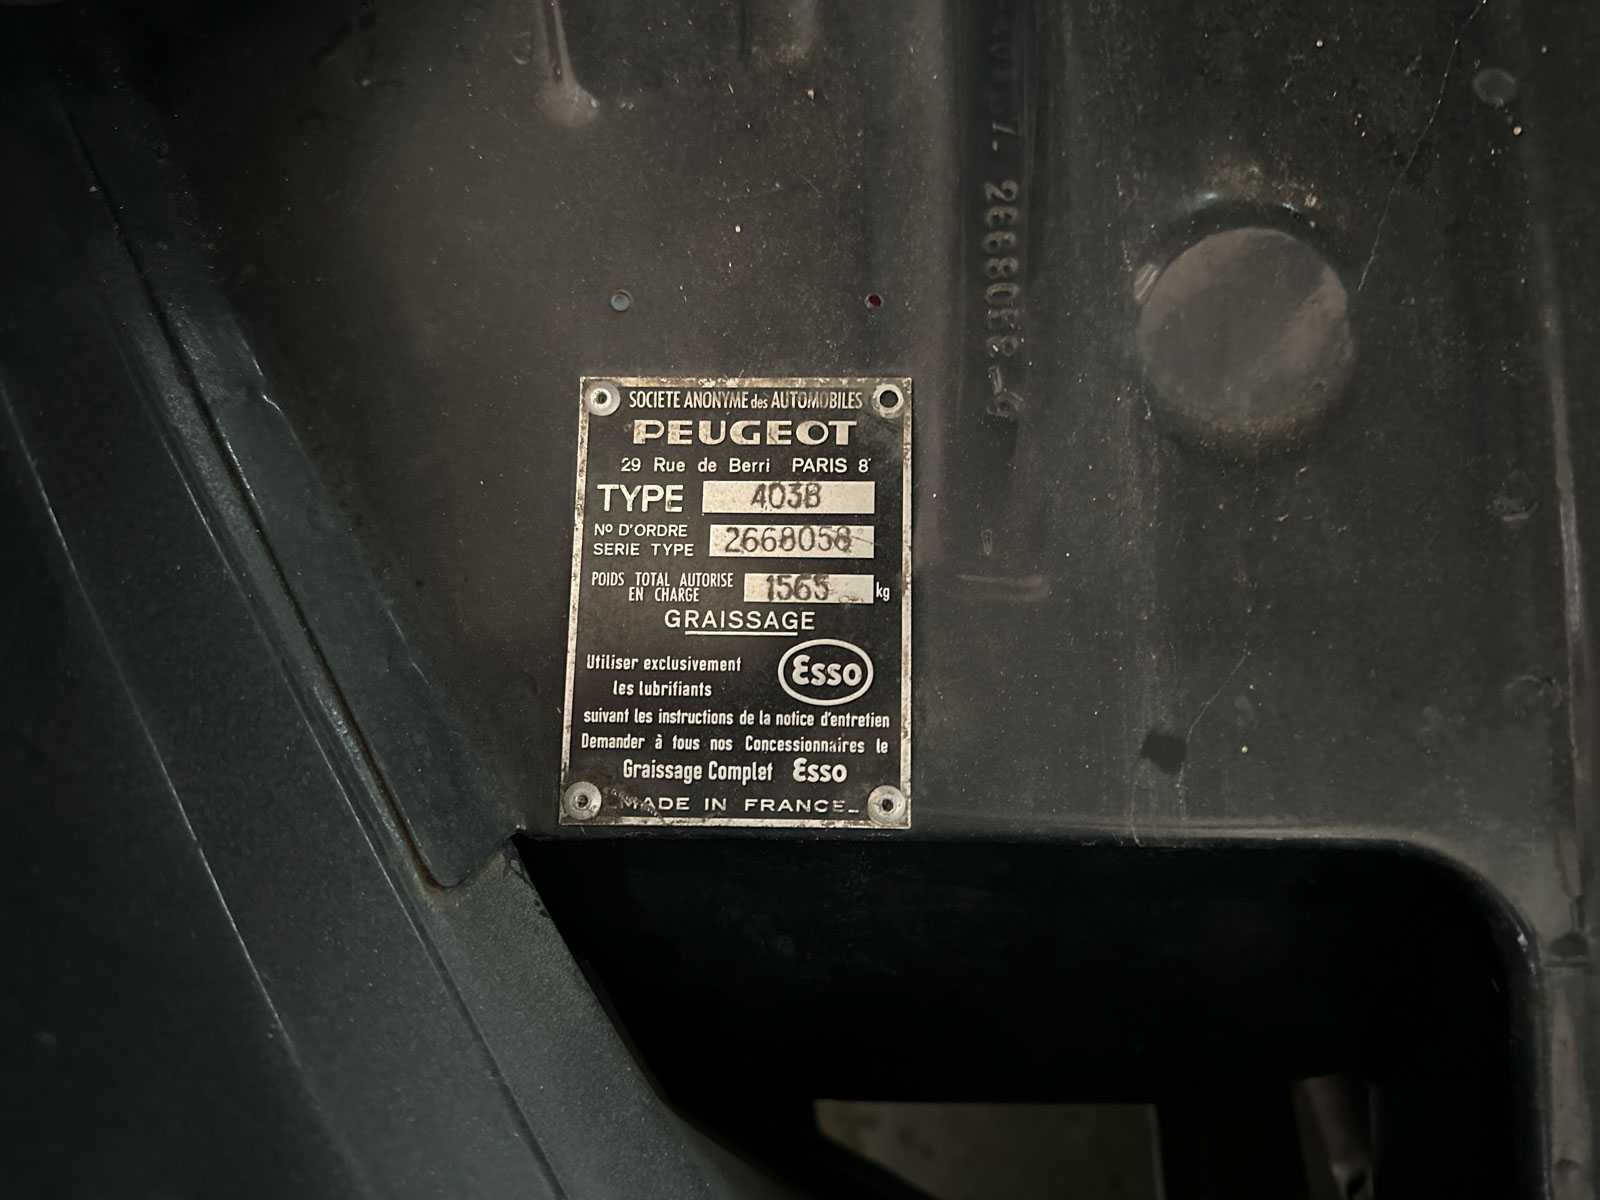 SOCIETE ANONYME des AUTOMOBILES
PEUGEOT
29 Rue de Berri PARIS 8ᵉ
TYPE 403B
Nº D'ORDRE
SERIE TYPE 2668058
POIDS TOTAL AUTORISE
EN CHARGE 1565 kg
GRAISSAGE
Utiliser exclusivement
les lubrifiants
Esso
suivant les instructions de la notice d'entretien
Demander à tous nos Concessionnaires le
Graissage Complet Esso
MADE IN FRANCE